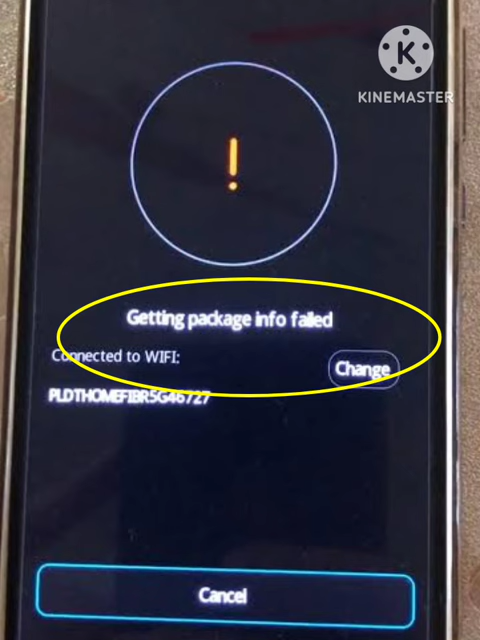 K
KINEMASTER
Getting package info failed
Connected to WIFI:
Change
PLDTHOMEFIBR5G46727
Cancel